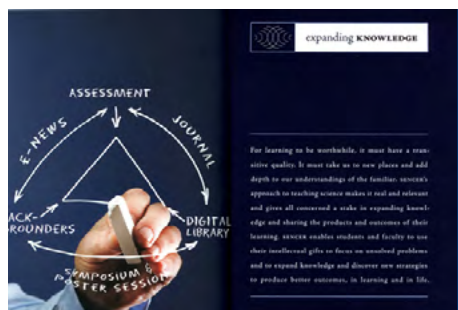 ASSESSMENT
E-NEWS
JOURNAL
ACK-
GROUNDERS
DIGITAL
LIBRARY
SYMPOSIUM &
POSTER SESSION
expanding KNOWLEDGE
For learning to be worthwhile, it must have a tran-
sitive quality. It must take us to new places and add
depth to our understandings of the familiar. SENCER's
approach to teaching science makes it real and relevant
and gives all concerned a stake in expanding knowl-
edge and sharing the products and outcomes of their
learning. SENCER enables students and faculty to use
their intellectual gifts to focus on unsolved problems
and to expand knowledge and discover new strategies
to produce better outcomes, in learning and in life.